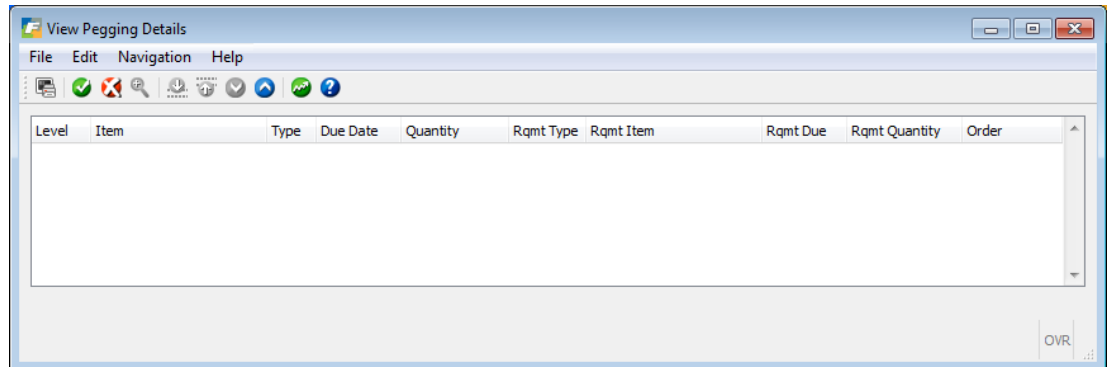 View Pegging Details
File Edit Navigation Help
Level Item Type Due Date Quantity Rqmt Type Rqmt Item Rqmt Due Rqmt Quantity Order
OVR